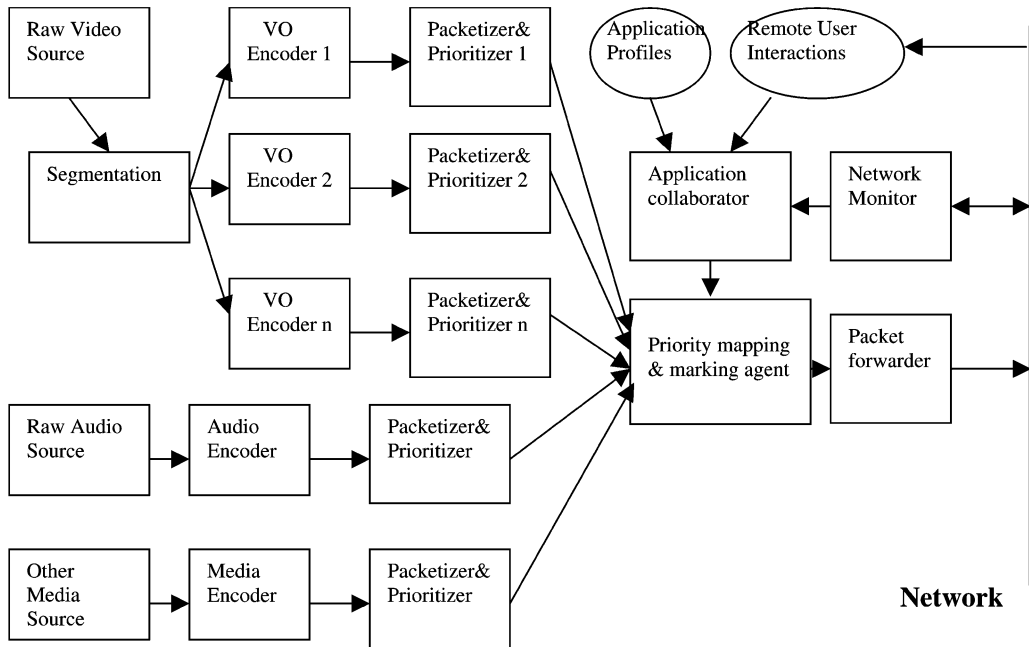 Raw Video
Source
VO
Encoder 1
Packetizer&
Prioritizer 1
Application
Profiles
Remote User
Interactions
Segmentation
VO
Encoder 2
Packetizer&
Prioritizer 2
Application
collaborator
Network
Monitor
VO
Encoder n
Packetizer&
Prioritizer n
Priority mapping
& marking agent
Packet
forwarder
Raw Audio
Source
Audio
Encoder
Packetizer&
Prioritizer
Other
Media
Source
Media
Encoder
Packetizer&
Prioritizer
Network